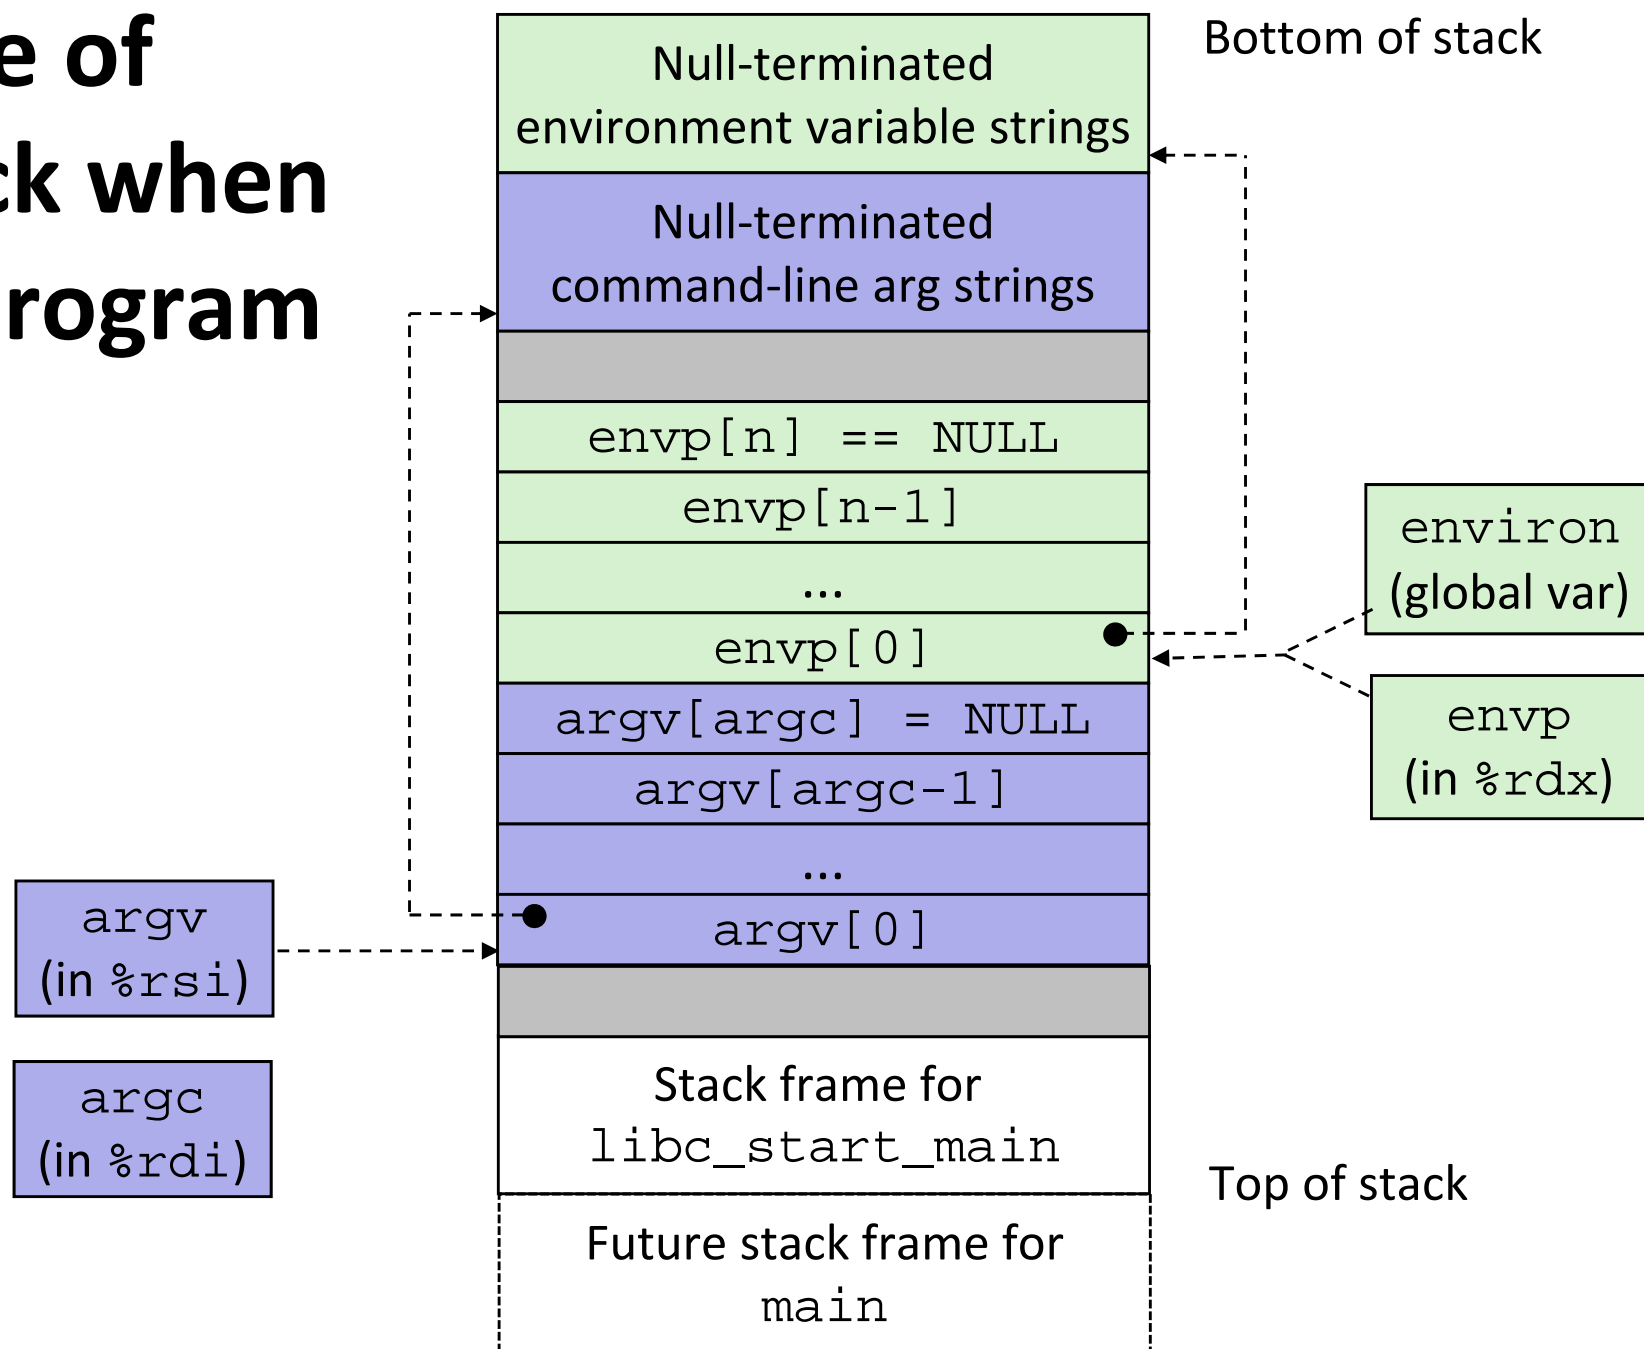 e of
ck when
rogram
Bottom of stack
Null-terminated
environment variable strings
Null-terminated
command-line arg strings
envp[n] == NULL
envp[n-1]
...
envp[0]
argv[argc] = NULL
argv[argc-1]
...
argv[0]
environ
(global var)
envp
(in %rdx)
argv
(in %rsi)
argc
(in %rdi)
Stack frame for
libc_start_main
Top of stack
Future stack frame for
main